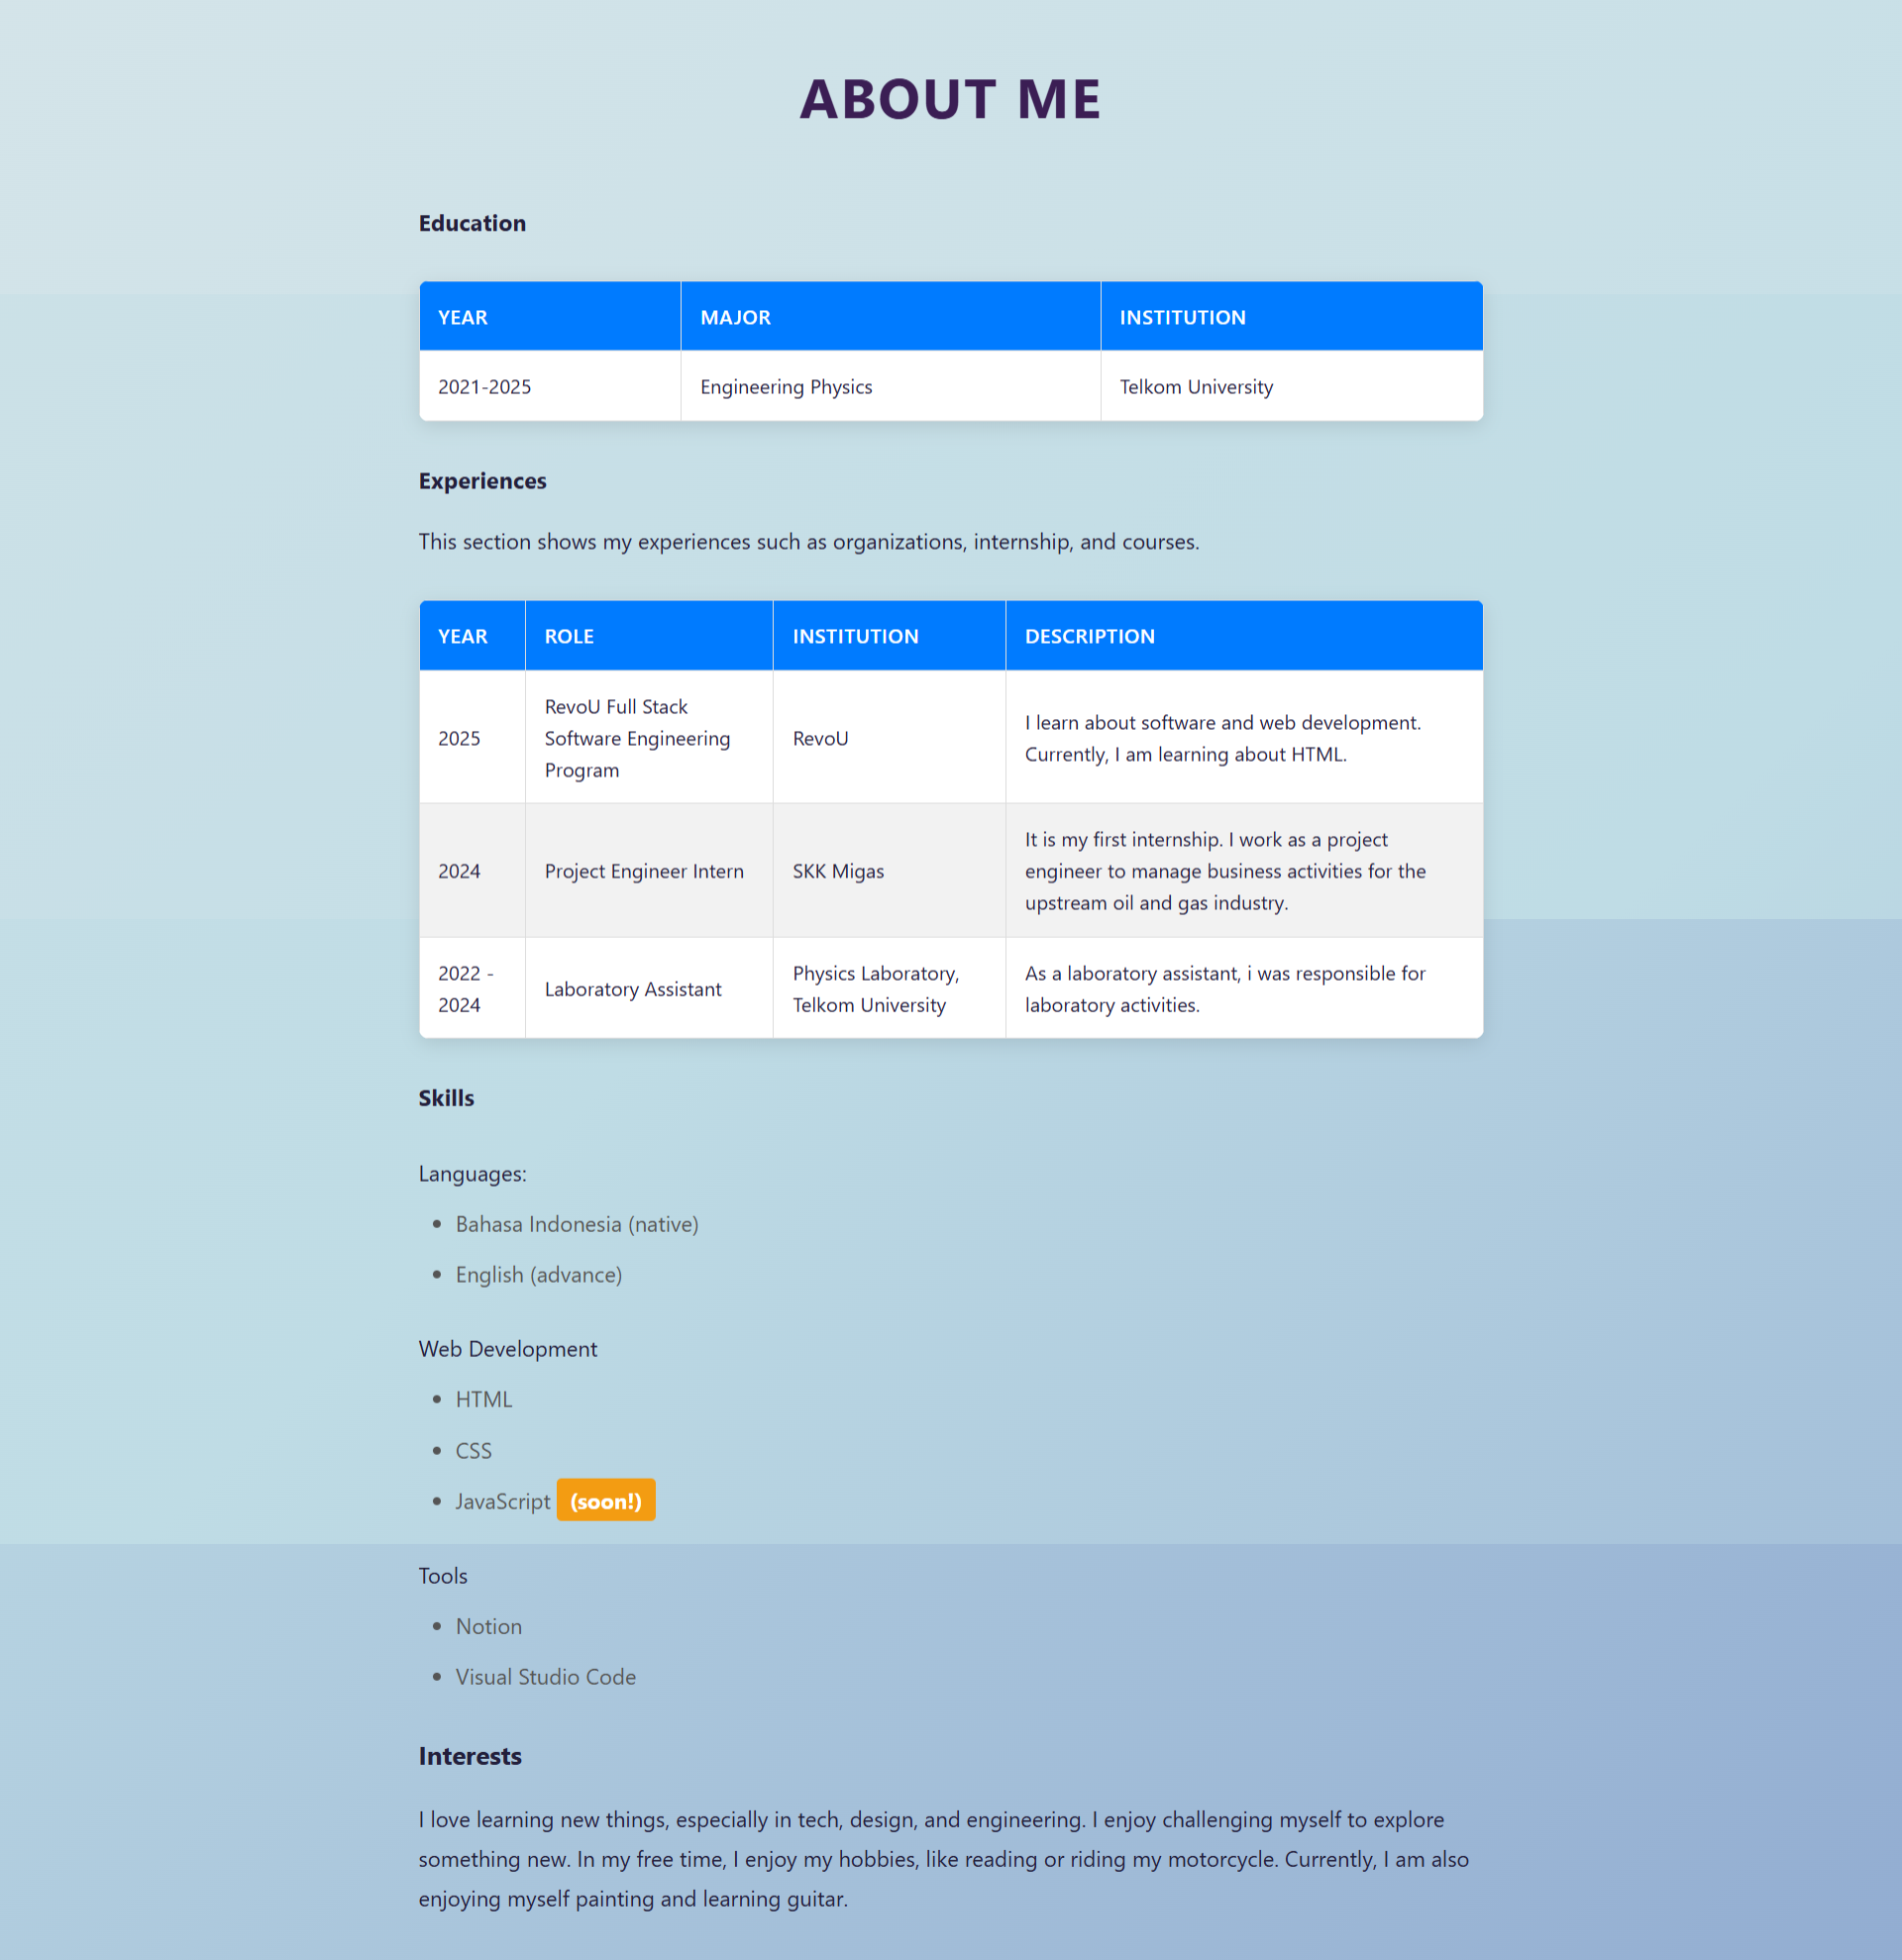 ABOUT ME
Education
YEAR MAJOR INSTITUTION
2021-2025 Engineering Physics Telkom University
Experiences
This section shows my experiences such as organizations, internship, and courses.
YEAR ROLE INSTITUTION DESCRIPTION
2025
RevoU Full Stack
Software Engineering
Program
RevoU
I learn about software and web development.
Currently, I am learning about HTML.
2024
Project Engineer Intern
SKK Migas
It is my first internship. I work as a project
engineer to manage business activities for the
upstream oil and gas industry.
2022 -
2024
Laboratory Assistant
Physics Laboratory,
Telkom University
As a laboratory assistant, i was responsible for
laboratory activities.
Skills
Languages:
• Bahasa Indonesia (native)
• English (advance)
Web Development
• HTML
• CSS
• JavaScript (soon!)
Tools
• Notion
• Visual Studio Code
Interests
I love learning new things, especially in tech, design, and engineering. I enjoy challenging myself to explore
something new. In my free time, I enjoy my hobbies, like reading or riding my motorcycle. Currently, I am also
enjoying myself painting and learning guitar.